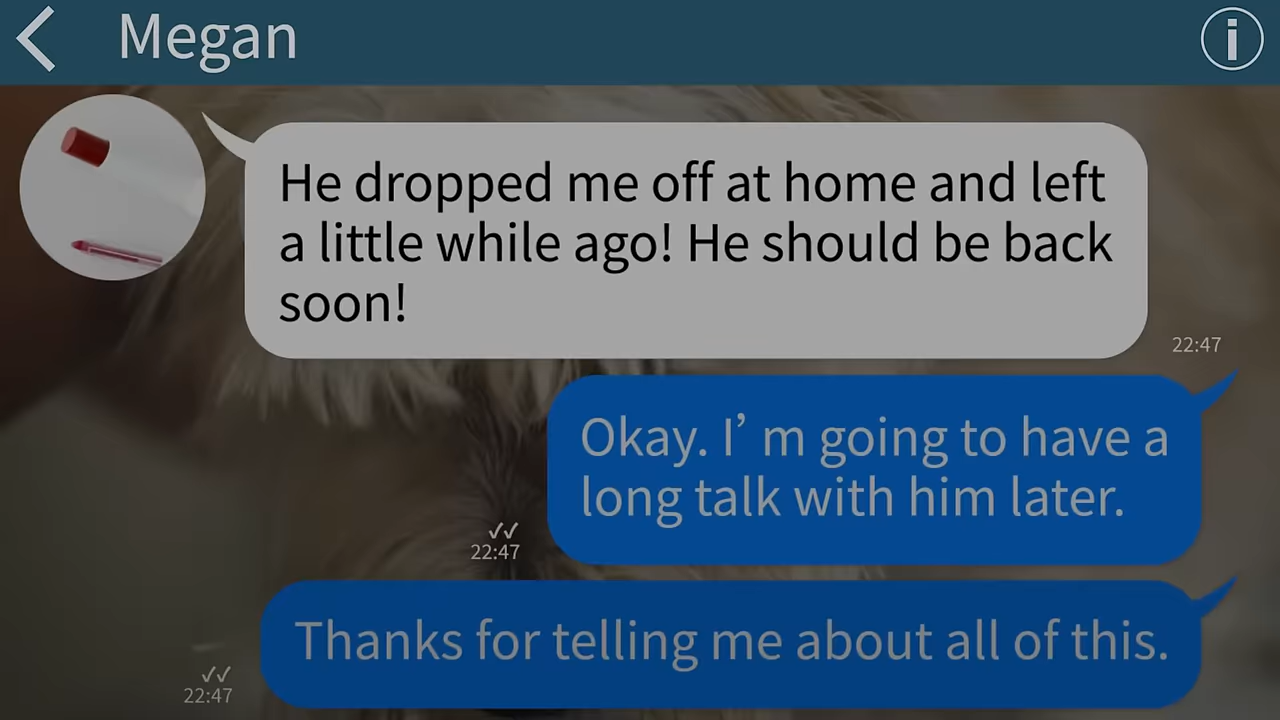 Megan
He dropped me off at home and left
a little while ago! He should be back
soon!
22:47
Okay. I’m going to have a
long talk with him later.
22:47
Thanks for telling me about all of this.
22:47